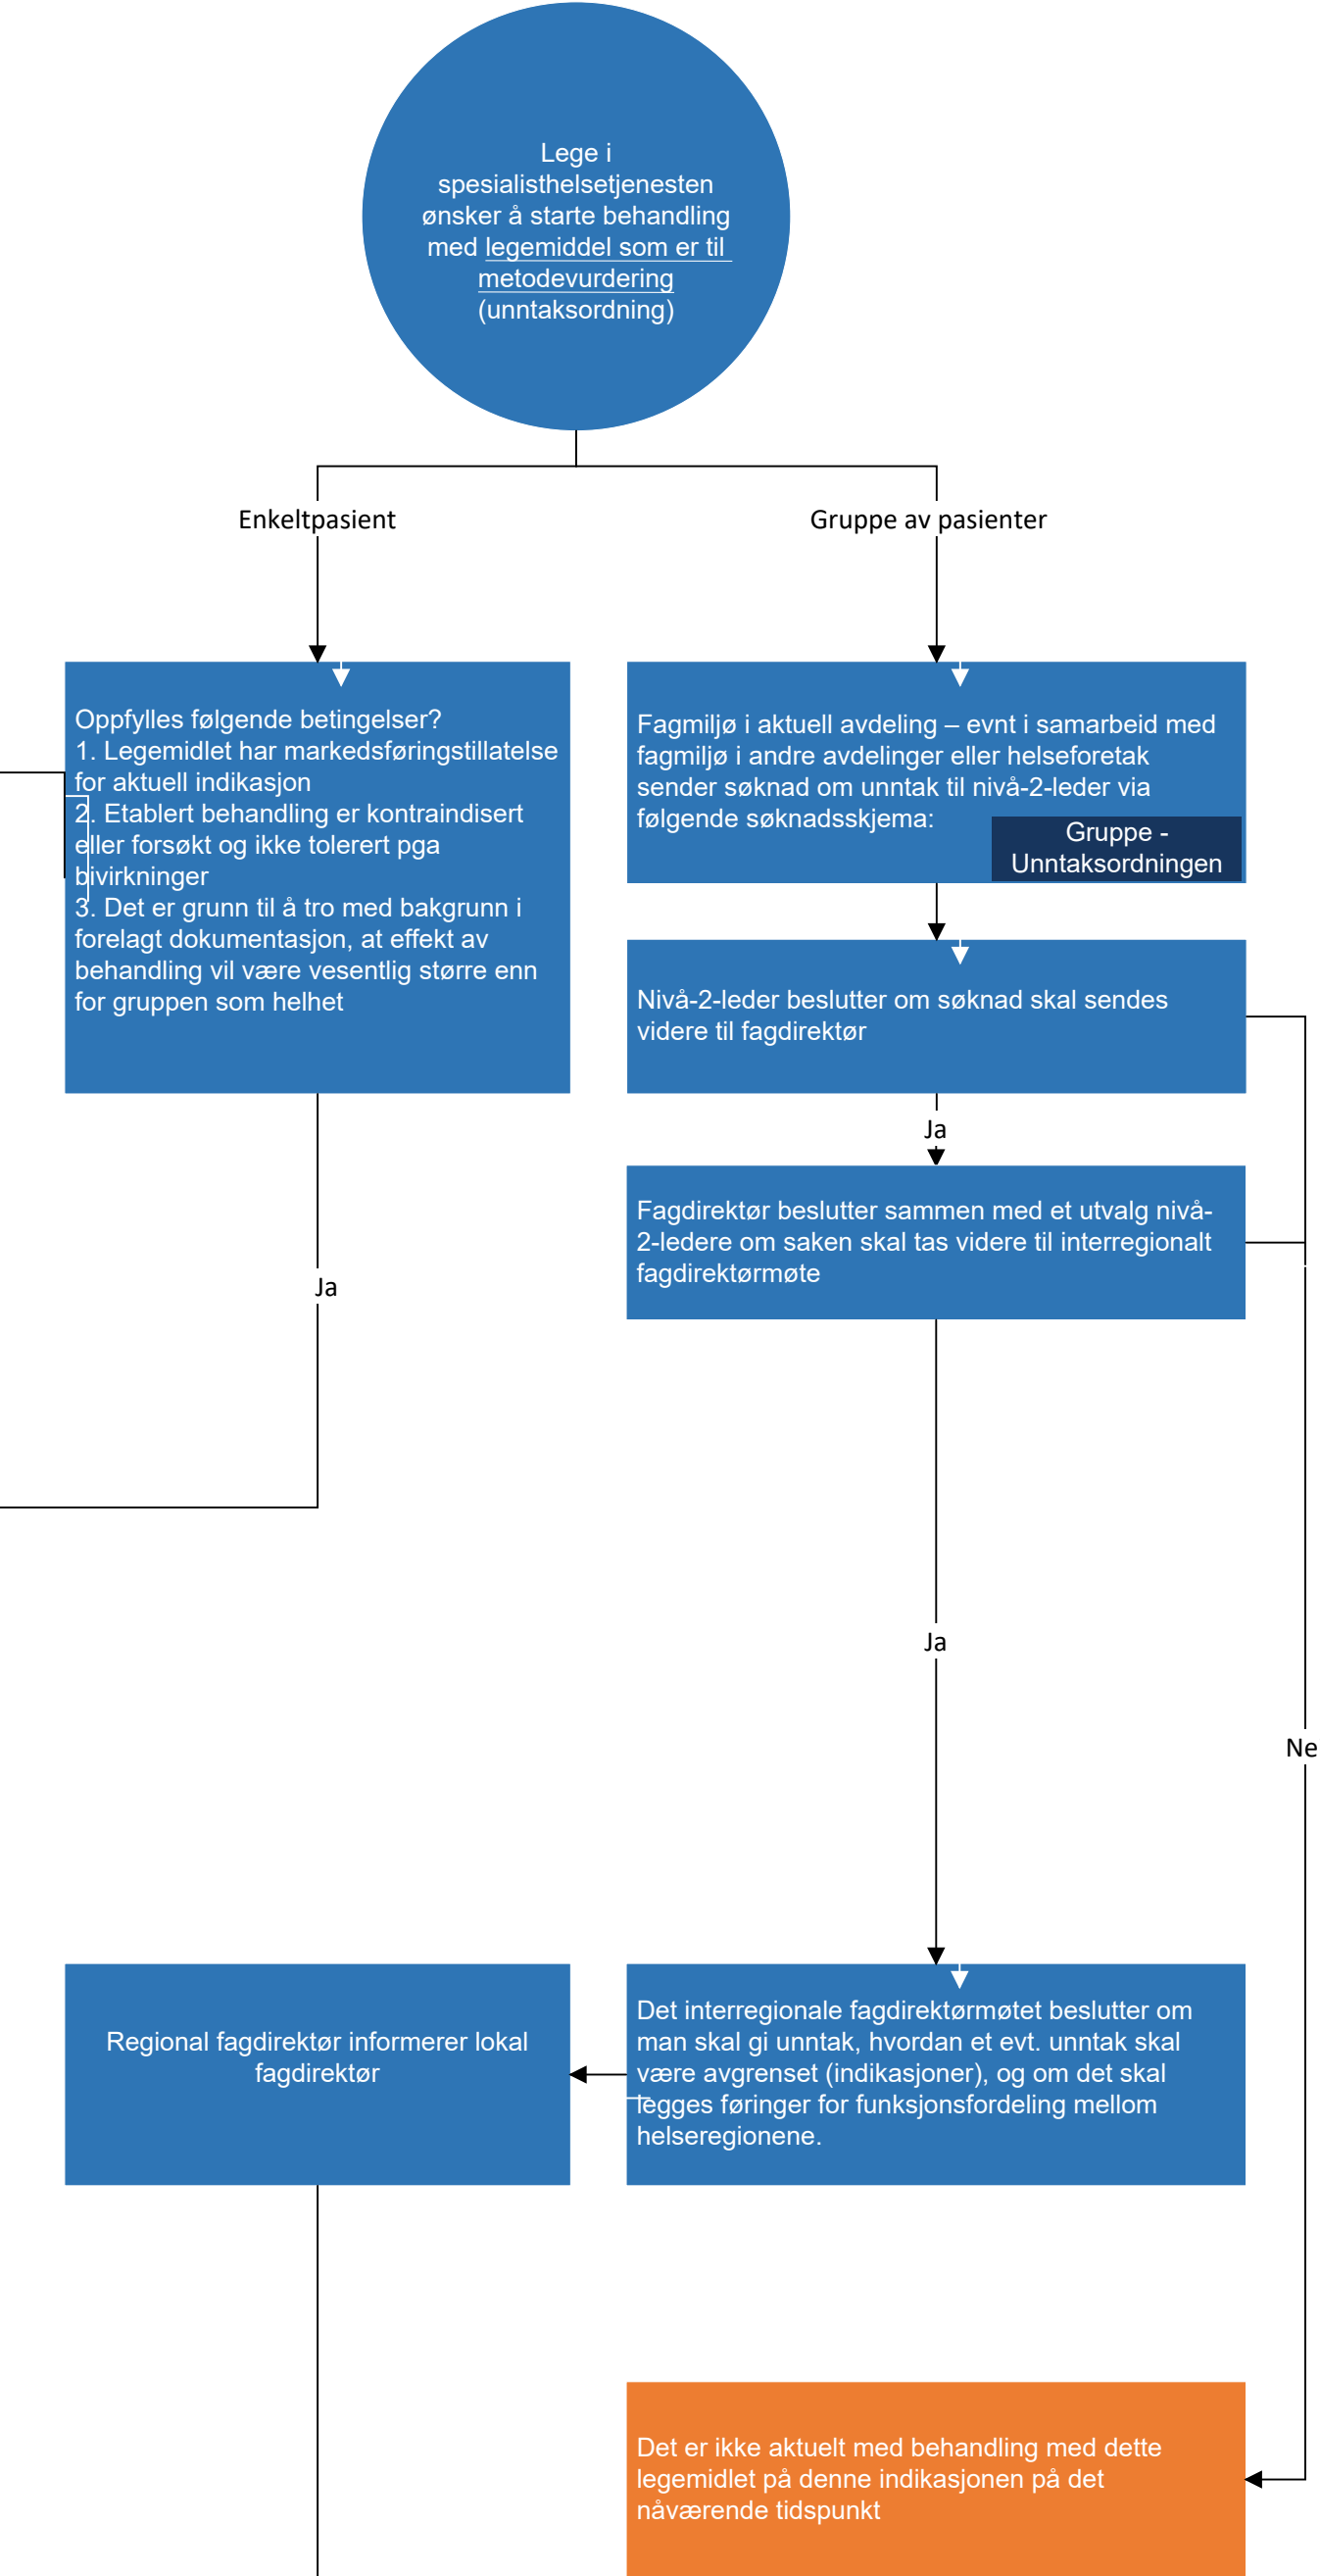 Lege i
spesialisthelsetjenesten
ønsker å starte behandling
med legemiddel som er til
metodevurdering
(unntaksordning)
Enkeltpasient
Gruppe av pasienter
Oppfylles følgende betingelser?
1. Legemidlet har markedsføringstillatelse
for aktuell indikasjon
2. Etablert behandling er kontraindisert
eller forsøkt og ikke tolerert pga
bivirkninger
3. Det er grunn til å tro med bakgrunn i
forelagt dokumentasjon, at effekt av
behandling vil være vesentlig større enn
for gruppen som helhet
Fagmiljø i aktuell avdeling – evnt i samarbeid med
fagmiljø i andre avdelinger eller helseforetak
sender søknad om unntak til nivå-2-leder via
følgende søknadsskjema:
Gruppe -
Unntaksordningen
Nivå-2-leder beslutter om søknad skal sendes
videre til fagdirektør
Ja
Fagdirektør beslutter sammen med et utvalg nivå-
2-ledere om saken skal tas videre til interregionalt
fagdirektørmøte
Ja
Ja
Ne
Regional fagdirektør informerer lokal
fagdirektør
Det interregionale fagdirektørmøtet beslutter om
man skal gi unntak, hvordan et evt. unntak skal
være avgrenset (indikasjoner), og om det skal
legges føringer for funksjonsfordeling mellom
helseregionene.
Det er ikke aktuelt med behandling med dette
legemidlet på denne indikasjonen på det
nåværende tidspunkt